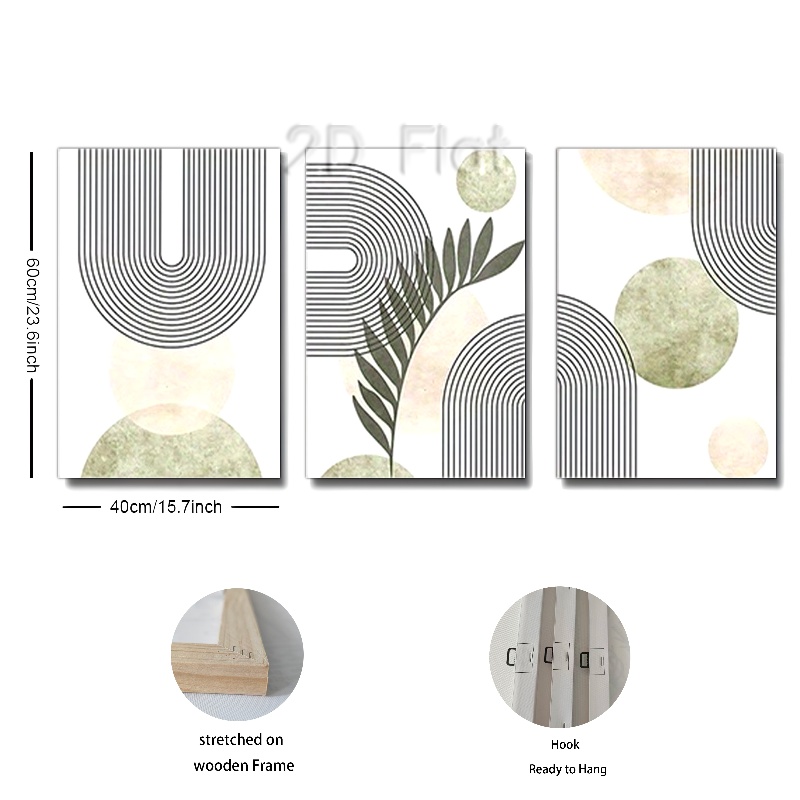 2D Flat
60cm/23.6inch
40cm/15.7inch
stretched on
wooden Frame
Hook
Ready to Hang